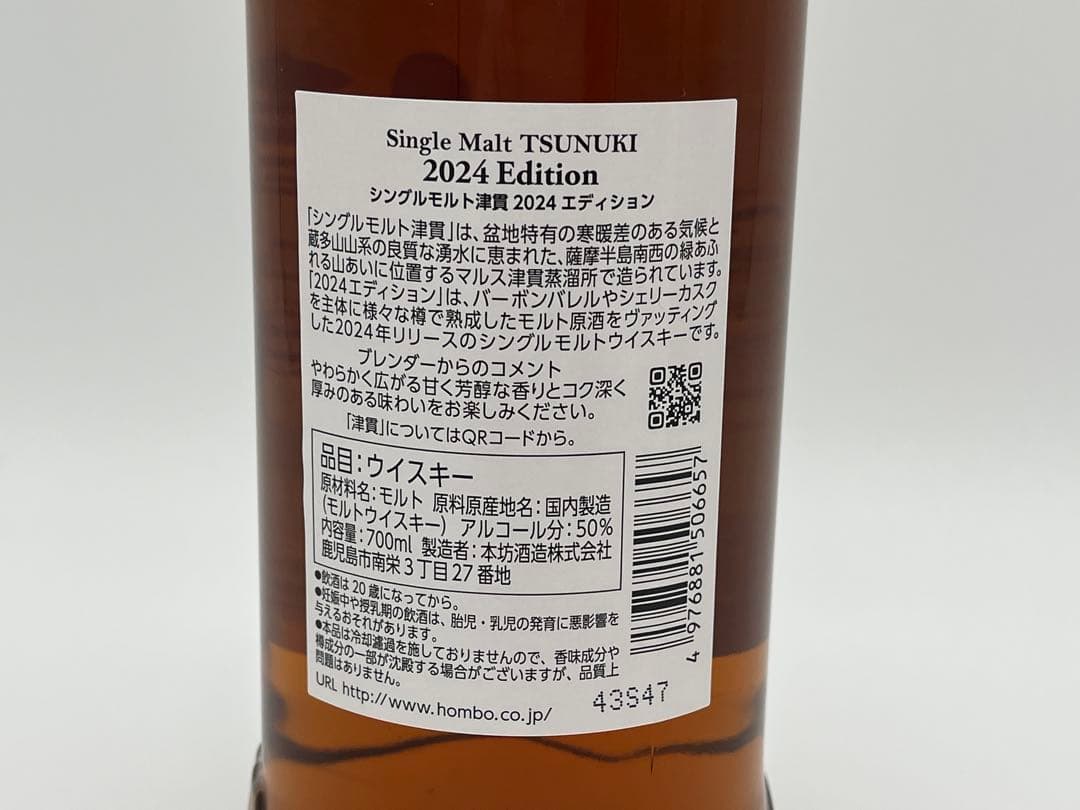 Single Malt TSUNUKI
2024 Edition
シングルモルト津貫 2024 エディション
「シングルモルト津貫」は、盆地特有の寒暖差のある気候と
蔵多山山系の良質な湧水に恵まれた、薩摩半島南西の緑あふ
れる山あいに位置するマルス津貫蒸溜所で造られています。
「2024エディション」は、バーボンバレルやシェリーカスク
を主体に様々な樽で熟成したモルト原酒をヴァッティング
した2024年リリースのシングルモルトウイスキーです。
ブレンダーからのコメント
やわらかく広がる甘く芳醇な香りとコク深く
厚みのある味わいをお楽しみください。
「津貫」についてはQRコードから。
品目：ウイスキー
原材料名：モルト 原料原産地名：国内製造
(モルトウイスキー) アルコール分：50%
内容量：700ml 製造者：本坊酒造株式会社
鹿児島市南栄3丁目27番地
●飲酒は20歳になってから。
●妊娠中や授乳期の飲酒は、胎児・乳児の発育に悪影響を
与えるおそれがあります。
●本品は冷却濾過を施しておりませんので、香味成分や
樽成分の一部が沈殿する場合がございますが、品質上
問題はありません。
URL http://www.hombo.co.jp/
43S47
4 976881 506657